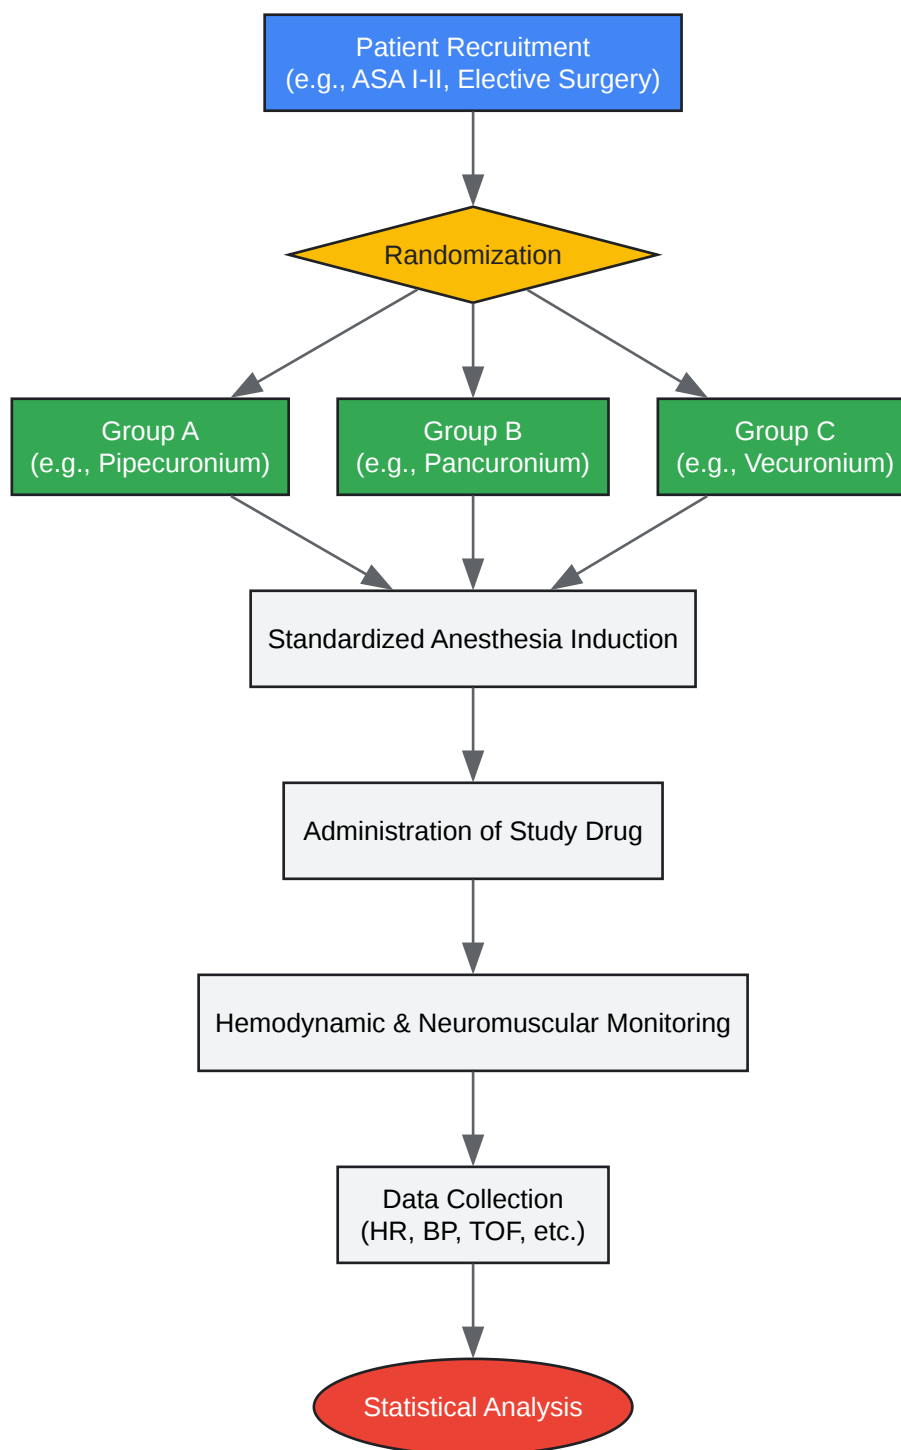 Patient Recruitment
(e.g., ASA I-II, Elective Surgery)
Randomization
Group A
(e.g., Pipecuronium)
Group B
(e.g., Pancuronium)
Group C
(e.g., Vecuronium)
Standardized Anesthesia Induction
Administration of Study Drug
Hemodynamic & Neuromuscular Monitoring
Data Collection
(HR, BP, TOF, etc.)
Statistical Analysis